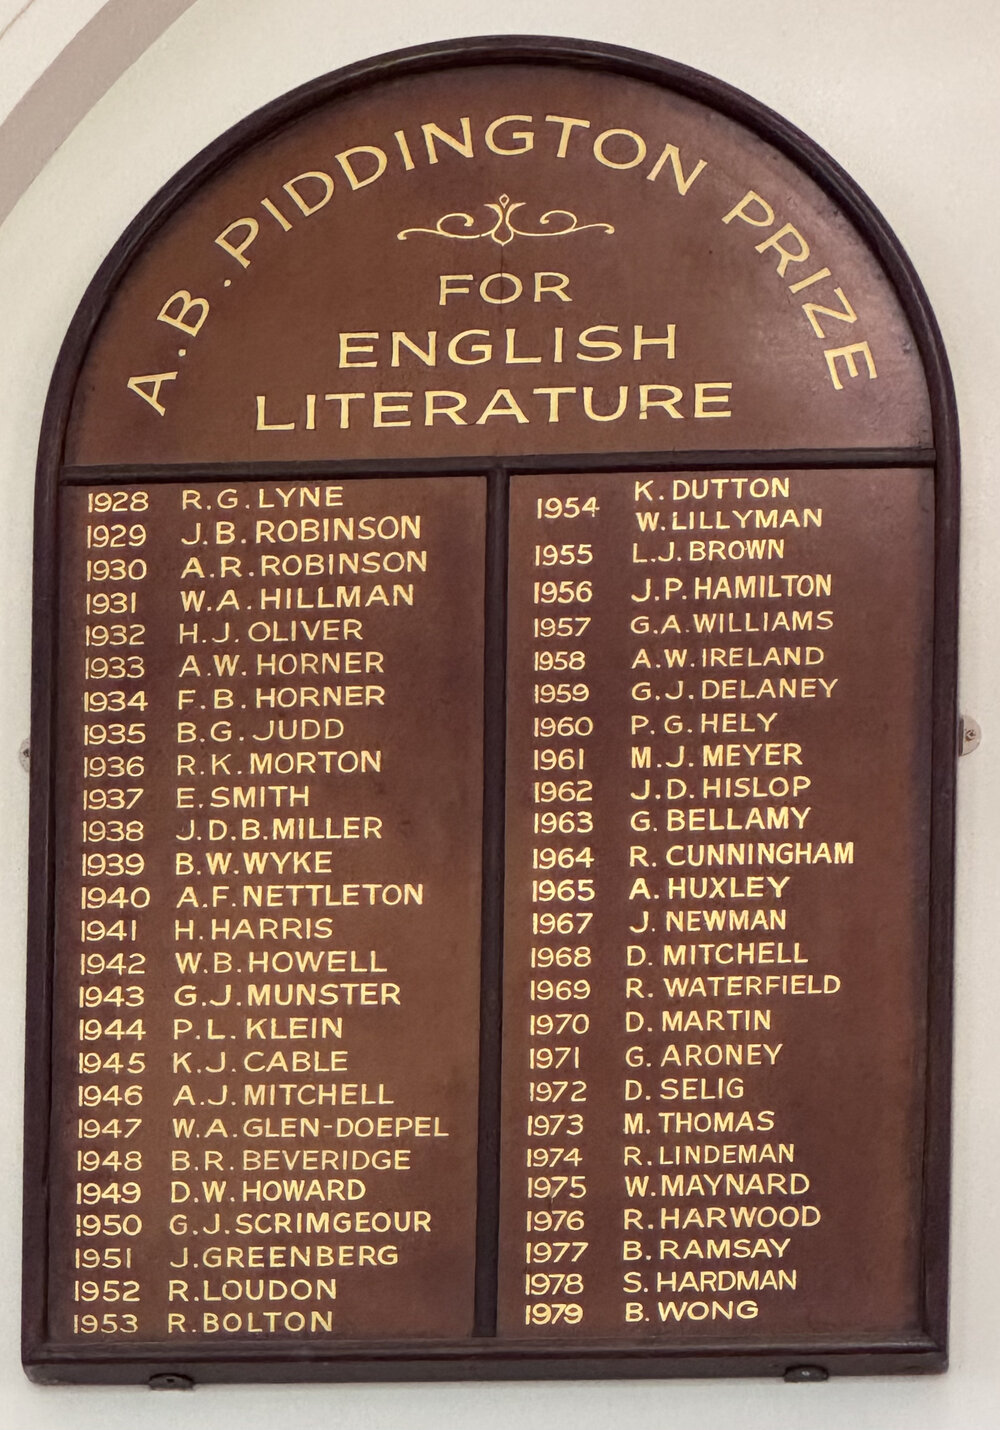 A.B.PIDDINGTON PRIZE
FOR
ENGLISH
LITERATURE
1928 R.G.LYNE
1929 J.B.ROBINSON
1930 A.R.ROBINSON
1931 W.A.HILLMAN
1932 H.J.OLIVER
1933 A.W.HORNER
1934 F.B.HORNER
1935 B.G.JUDD
1936 R.K.MORTON
1937 E.SMITH
1938 J.D.B.MILLER
1939 B.W.WYKE
1940 A.F.NETTLETON
1941 H.HARRIS
1942 W.B.HOWELL
1943 G.J.MUNSTER
1944 P.L.KLEIN
1945 K.J.CABLE
1946 A.J.MITCHELL
1947 W.A.GLEN-DOEPEL
1948 B.R.BEVERIDGE
1949 D.W.HOWARD
1950 G.J.SCRIMGEOUR
1951 J.GREENBERG
1952 R.LOUDON
1953 R.BOLTON
1954 K.DUTTON
W.LILLYMAN
1955 L.J.BROWN
1956 J.P.HAMILTON
1957 G.A.WILLIAMS
1958 A.W.IRELAND
1959 G.J.DELANEY
1960 P.G.HELY
1961 M.J.MEYER
1962 J.D.HISLOP
1963 G.BELLAMY
1964 R.CUNNINGHAM
1965 A.HUXLEY
1967 J.NEWMAN
1968 D.MITCHELL
1969 R.WATERFIELD
1970 D.MARTIN
1971 G.ARONEY
1972 D.SELIG
1973 M.THOMAS
1974 R.LINDEMAN
1975 W.MAYNARD
1976 R.HARWOOD
1977 B.RAMSAY
1978 S.HARDMAN
1979 B.WONG